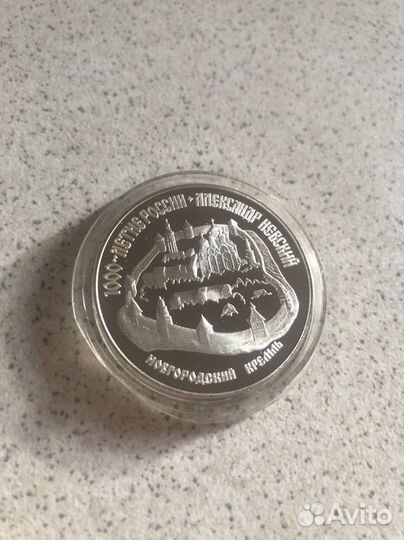 1000-ЛЕТИЕ РОССИИ • АЛЕКСАНДР НЕВСКИЙ
НОВГОРОДСКИЙ КРЕМЛЬ
Avito